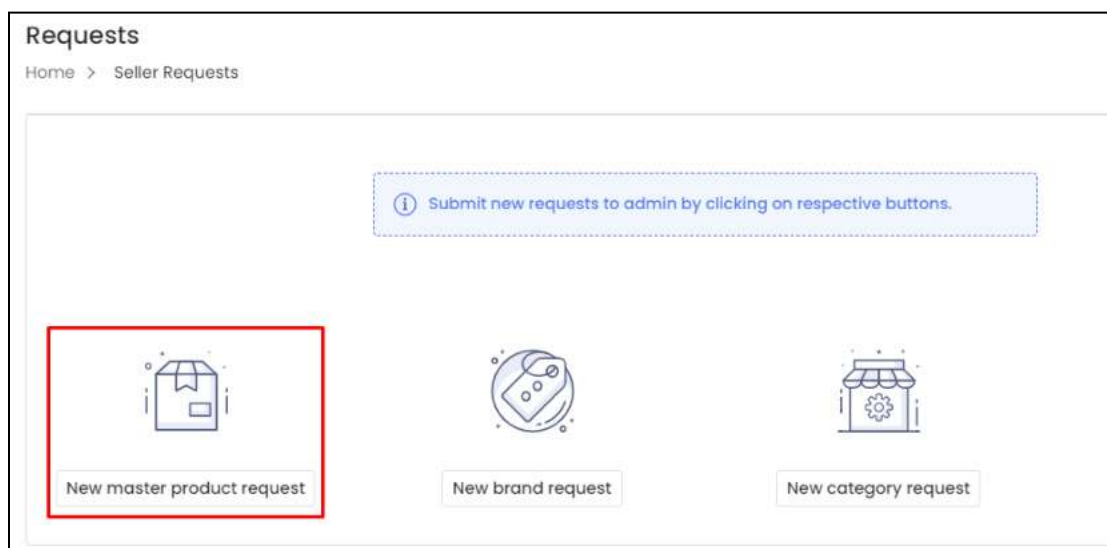 Requests
Home > Seller Requests
Submit new requests to admin by clicking on respective buttons.
New master product request
New brand request
New category request